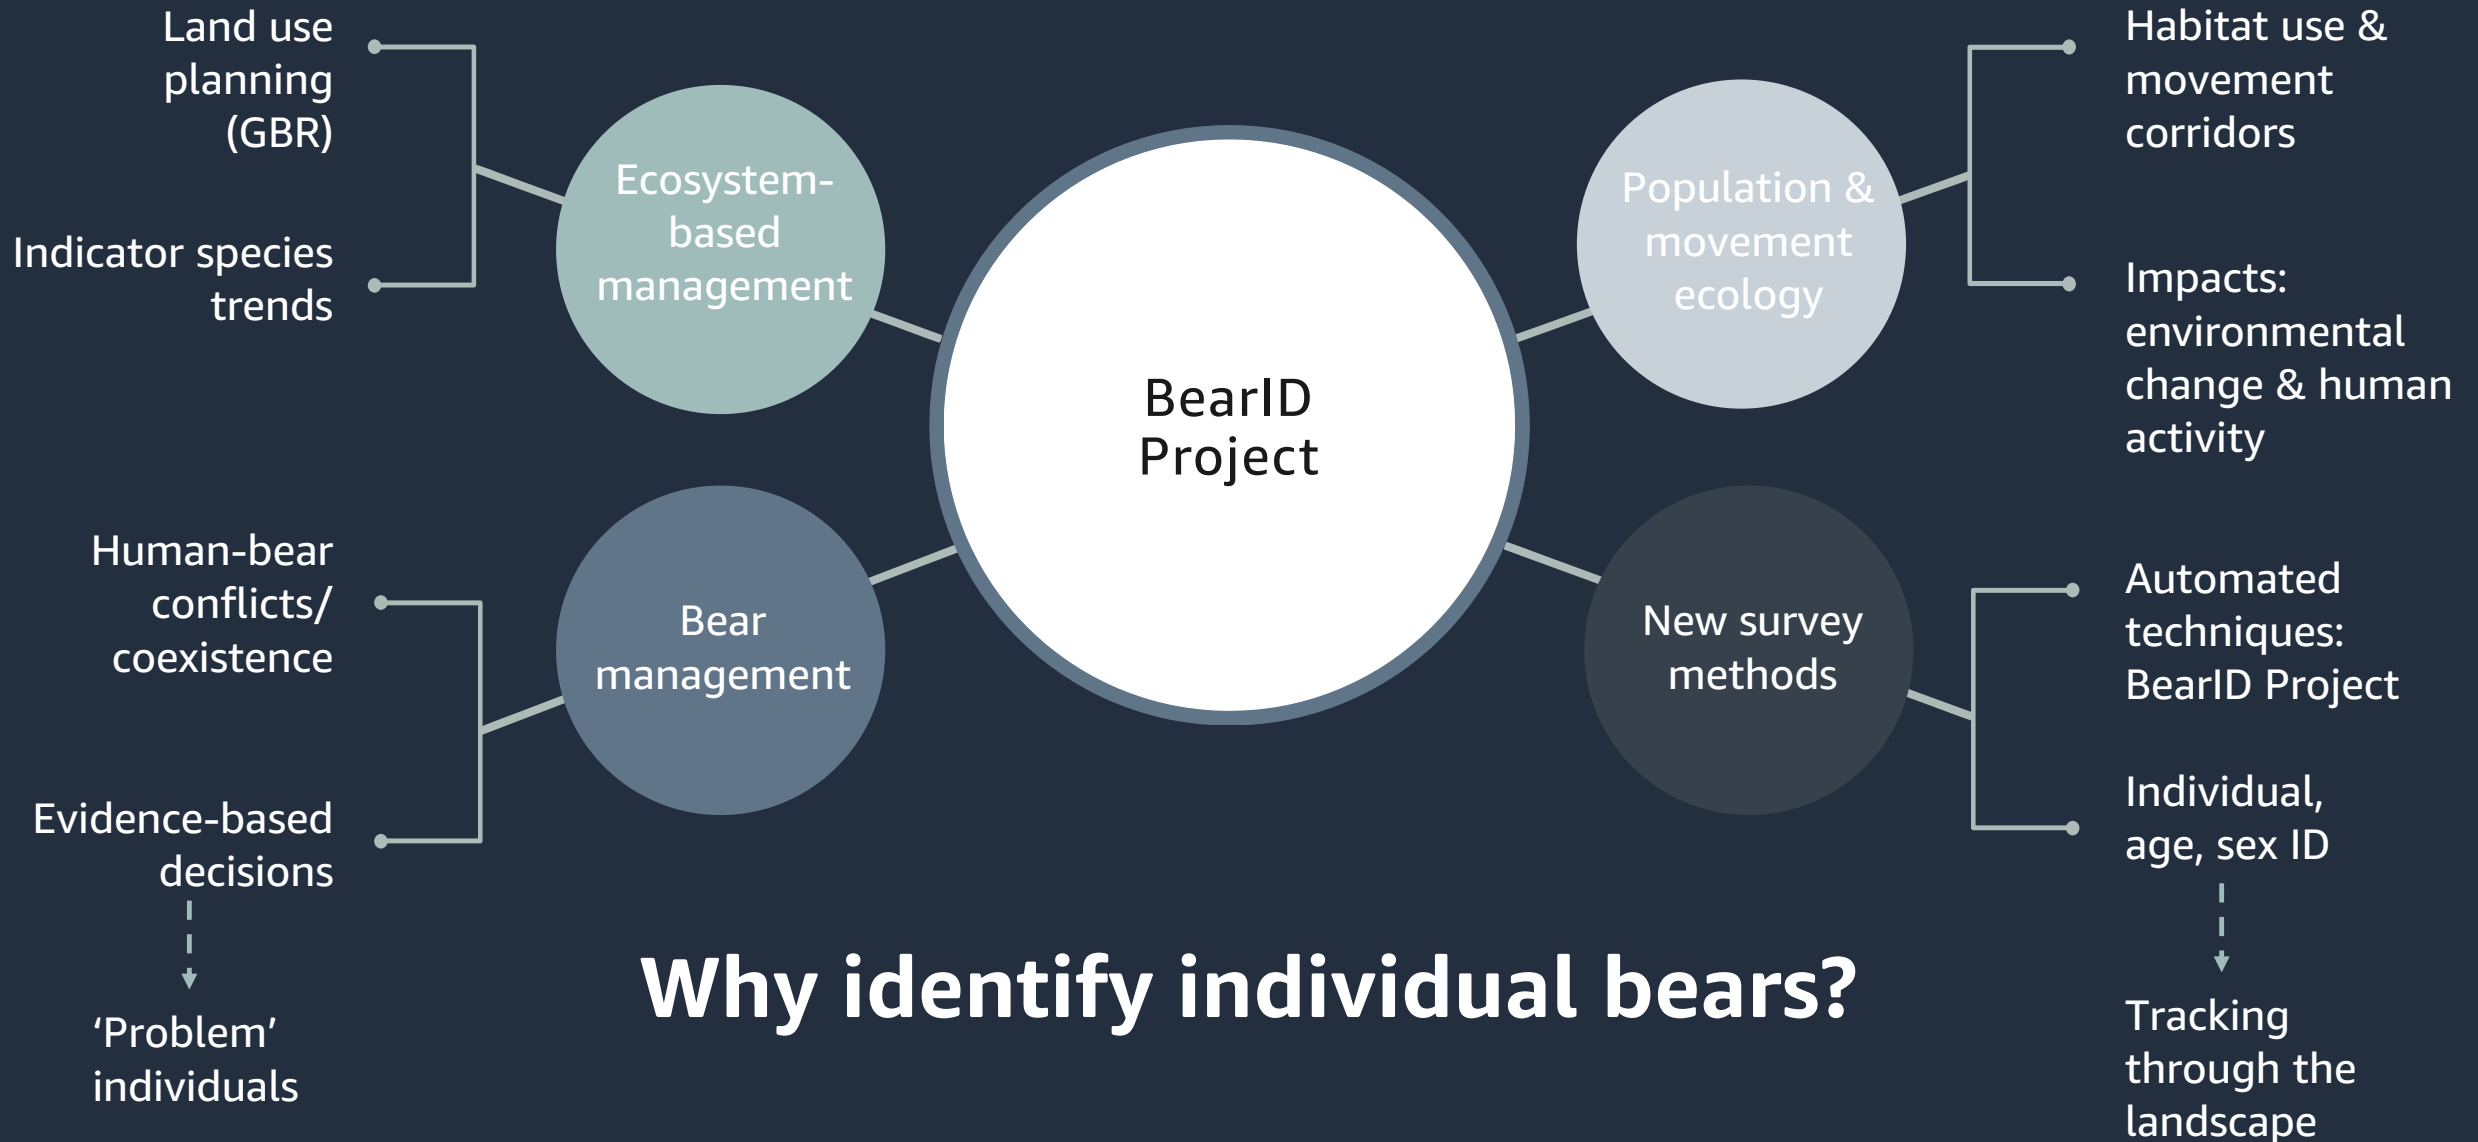 Land use
planning
(GBR)
Indicator species
trends
Ecosystem-
based
management
Human-bear
conflicts/
coexistence
Evidence-based
decisions
‘Problem’
individuals
Bear
management
BearID
Project
Population &
movement
ecology
Habitat use &
movement
corridors
Impacts:
environmental
change & human
activity
New survey
methods
Automated
techniques:
BearID Project
Individual,
age, sex ID
Tracking
through the
landscape
Why identify individual bears?